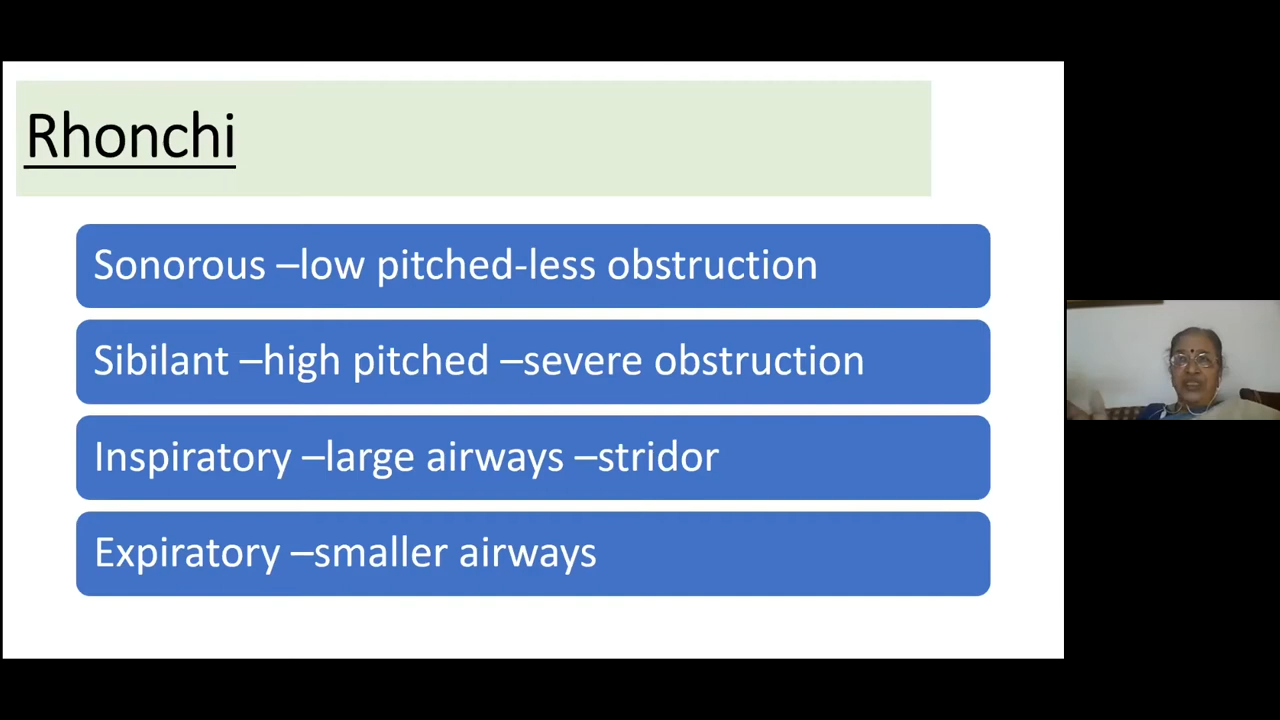 Rhonchi
Sonorous –low pitched-less obstruction
Sibilant –high pitched –severe obstruction
Inspiratory –large airways –stridor
Expiratory –smaller airways